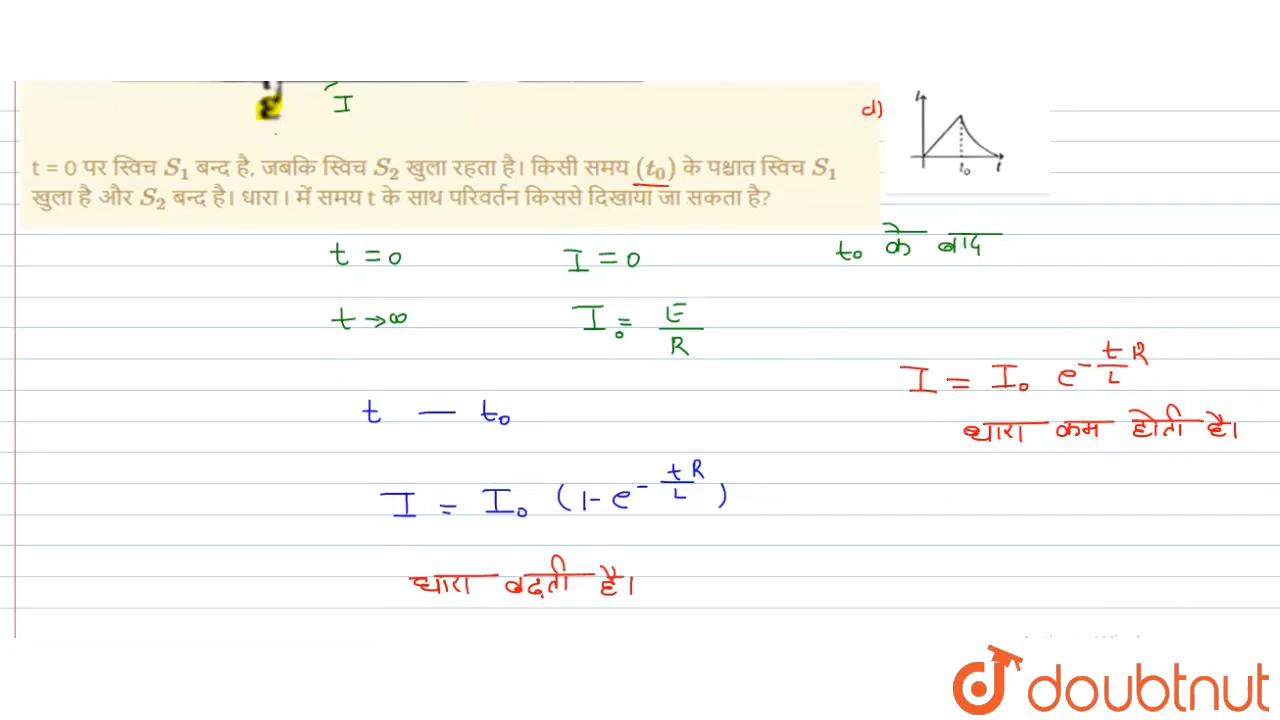 ε
I
d)
I
t₀ t
t = 0 पर स्विच S₁ बन्द है, जबकि स्विच S₂ खुला रहता है। किसी समय (t₀) के पश्चात स्विच S₁
खुला है और S₂ बन्द है। धारा I में समय t के साथ परिवर्तन किससे दिखाया जा सकता है?
t = 0 I = 0
t₀ के बाद
t → ∞ I₀ = E/R
I = I₀ e^(-tR/L)
धारा कम होती है।
t — t₀
I = I₀ (1 - e^(-tR/L))
धारा बढ़ती है।
doubtnut